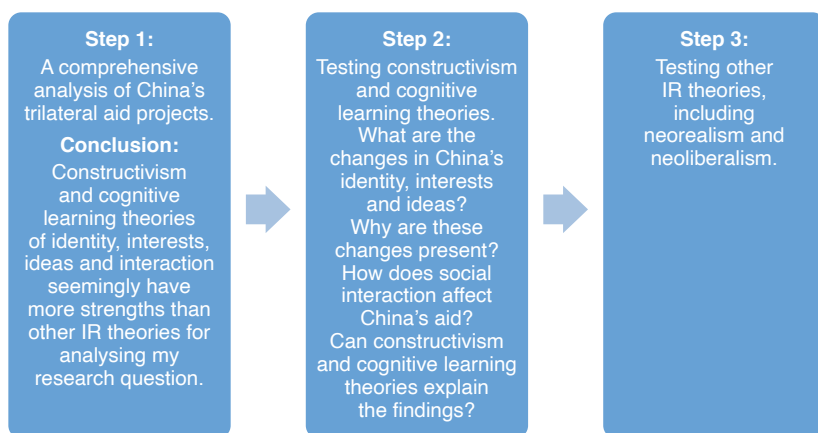 Step 1:
A comprehensive
analysis of China's
trilateral aid projects.
Conclusion:
Constructivism
and cognitive
learning theories
of identity, interests,
ideas and interaction
seemingly have
more strengths than
other IR theories for
analysing my
research question.
Step 2:
Testing constructivism
and cognitive
learning theories.
What are the
changes in China's
identity, interests
and ideas?
Why are these
changes present?
How does social
interaction affect
China's aid?
Can constructivism
and cognitive learning
theories explain
the findings?
Step 3:
Testing other
IR theories,
including
neorealism and
neoliberalism.